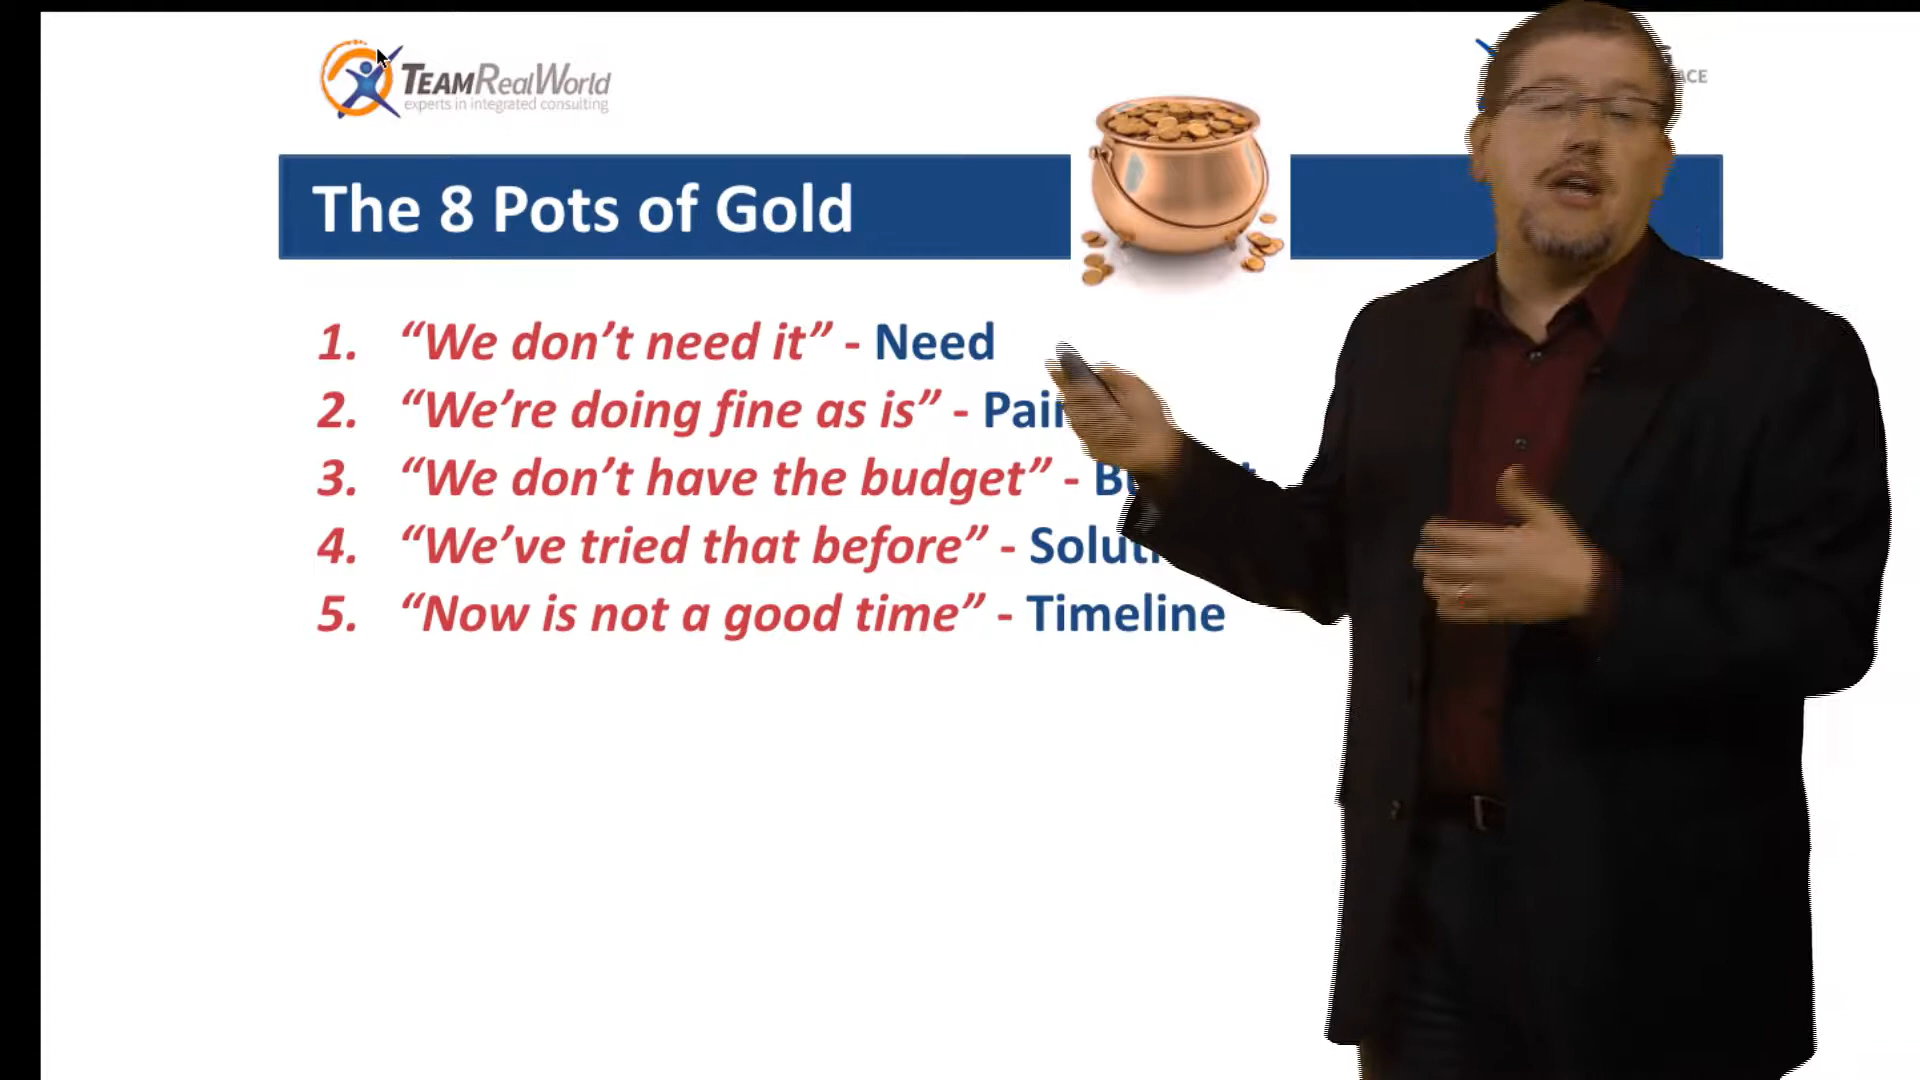 TEAMRealWorld
experts in integrated consulting
The 8 Pots of Gold
1. “We don’t need it” - Need
2. “We’re doing fine as is” -
3. “We don’t have the budget” -
4. “We’ve tried that before” -
5. “Now is not a good time” - Timeline